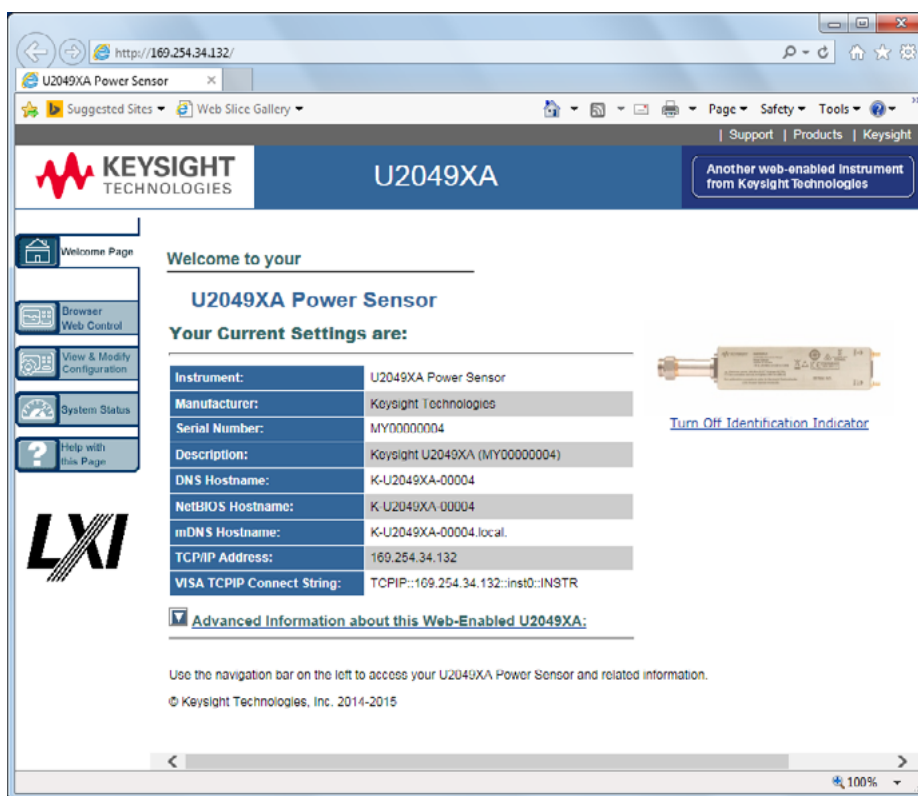 http://169.254.34.132/
U2049XA Power Sensor
Suggested Sites
Web Slice Gallery
Page
Safety
Tools
| Support | Products | Keysight
KEYSIGHT
TECHNOLOGIES
U2049XA
Another web-enabled Instrument
from Keysight Technologies
Welcome Page
Browser
Web Control
View & Modify
Configuration
System Status
Help with
this Page
LXI
Welcome to your
U2049XA Power Sensor
Your Current Settings are:
Instrument: U2049XA Power Sensor
Manufacturer: Keysight Technologies
Serial Number: MY00000004
Description: Keysight U2049XA (MY00000004)
DNS Hostname: K-U2049XA-00004
NetBIOS Hostname: K-U2049XA-00004
mDNS Hostname: K-U2049XA-00004.local.
TCP/IP Address: 169.254.34.132
VISA TCPIP Connect String: TCPIP::169.254.34.132::inst0::INSTR
Turn Off Identification Indicator
Advanced Information about this Web-Enabled U2049XA:
Use the navigation bar on the left to access your U2049XA Power Sensor and related information.
© Keysight Technologies, Inc. 2014-2015
100%